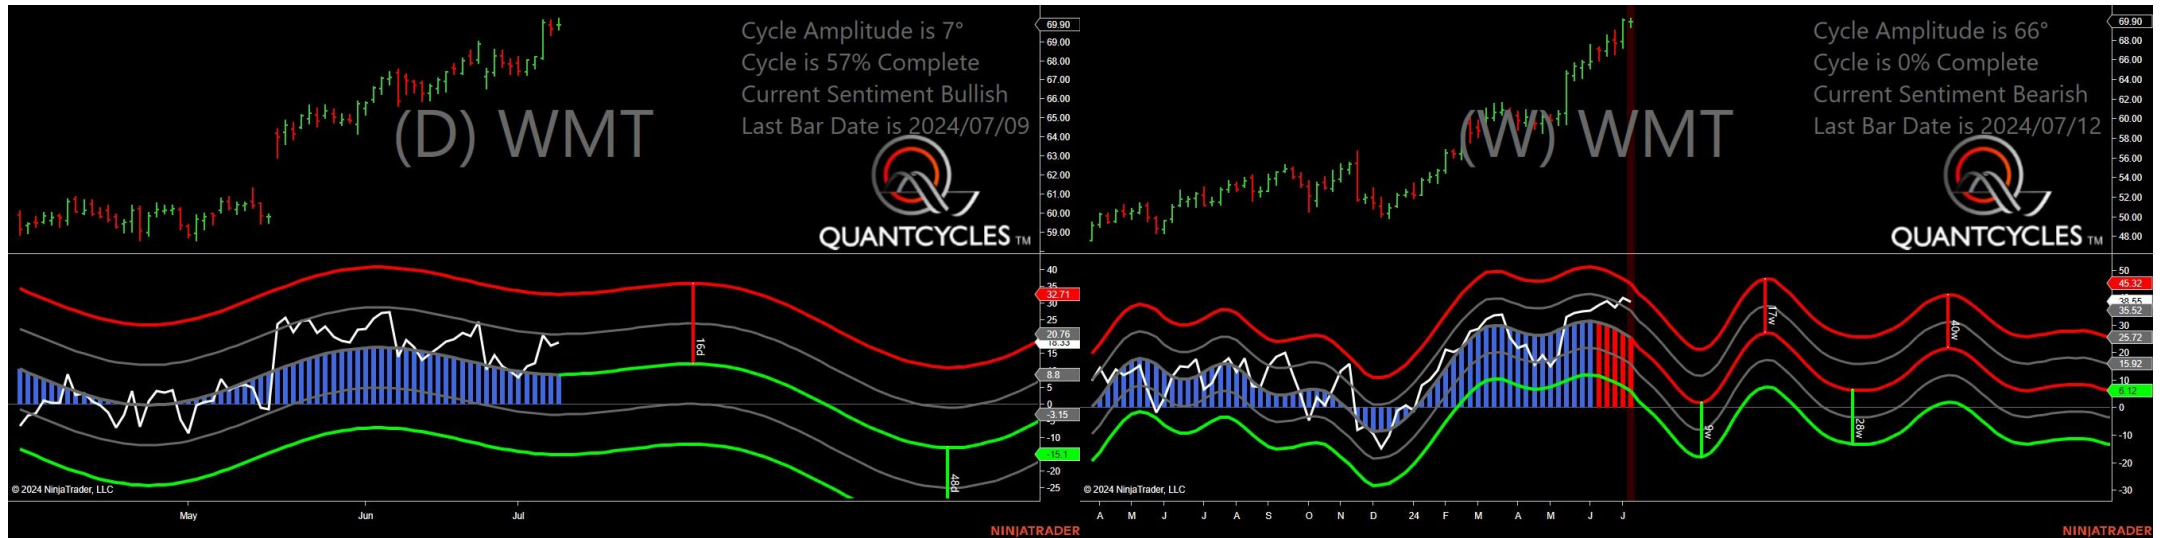 Cycle Amplitude is 7°
Cycle is 57% Complete
Current Sentiment Bullish
Last Bar Date is 2024/07/09
(D) WMT
QUANTCYCLES TM
69.90
69.00
68.00
67.00
66.00
65.00
64.00
63.00
62.00
61.00
60.00
59.00
40
35
32.71
30
25
20.76
18.33
15
8.8
5
0
-3.15
-5
-10
-15.1
-20
-25
16d
48d
© 2024 NinjaTrader, LLC
May
Jun
Jul
NINJATRADER
Cycle Amplitude is 66°
Cycle is 0% Complete
Current Sentiment Bearish
Last Bar Date is 2024/07/12
(W) WMT
QUANTCYCLES TM
69.90
68.00
66.00
64.00
62.00
60.00
58.00
56.00
54.00
52.00
50.00
48.00
50
45.32
38.55
35.52
30
25.72
20
15.92
10
6.12
0
-10
-20
-30
17w
40w
9w
28w
© 2024 NinjaTrader, LLC
A M J J A S O N D 24 F M A M J J
NINJATRADER